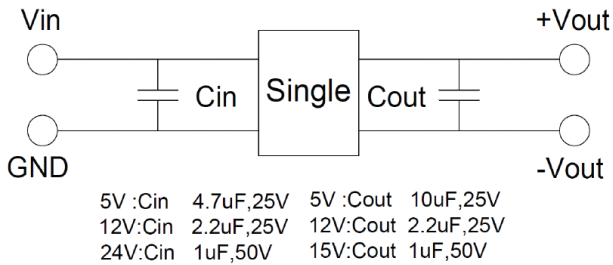 Vin +Vout
Cin Single Cout
GND -Vout
5V :Cin 4.7uF,25V 5V :Cout 10uF,25V
12V:Cin 2.2uF,25V 12V:Cout 2.2uF,25V
24V:Cin 1uF,50V 15V:Cout 1uF,50V